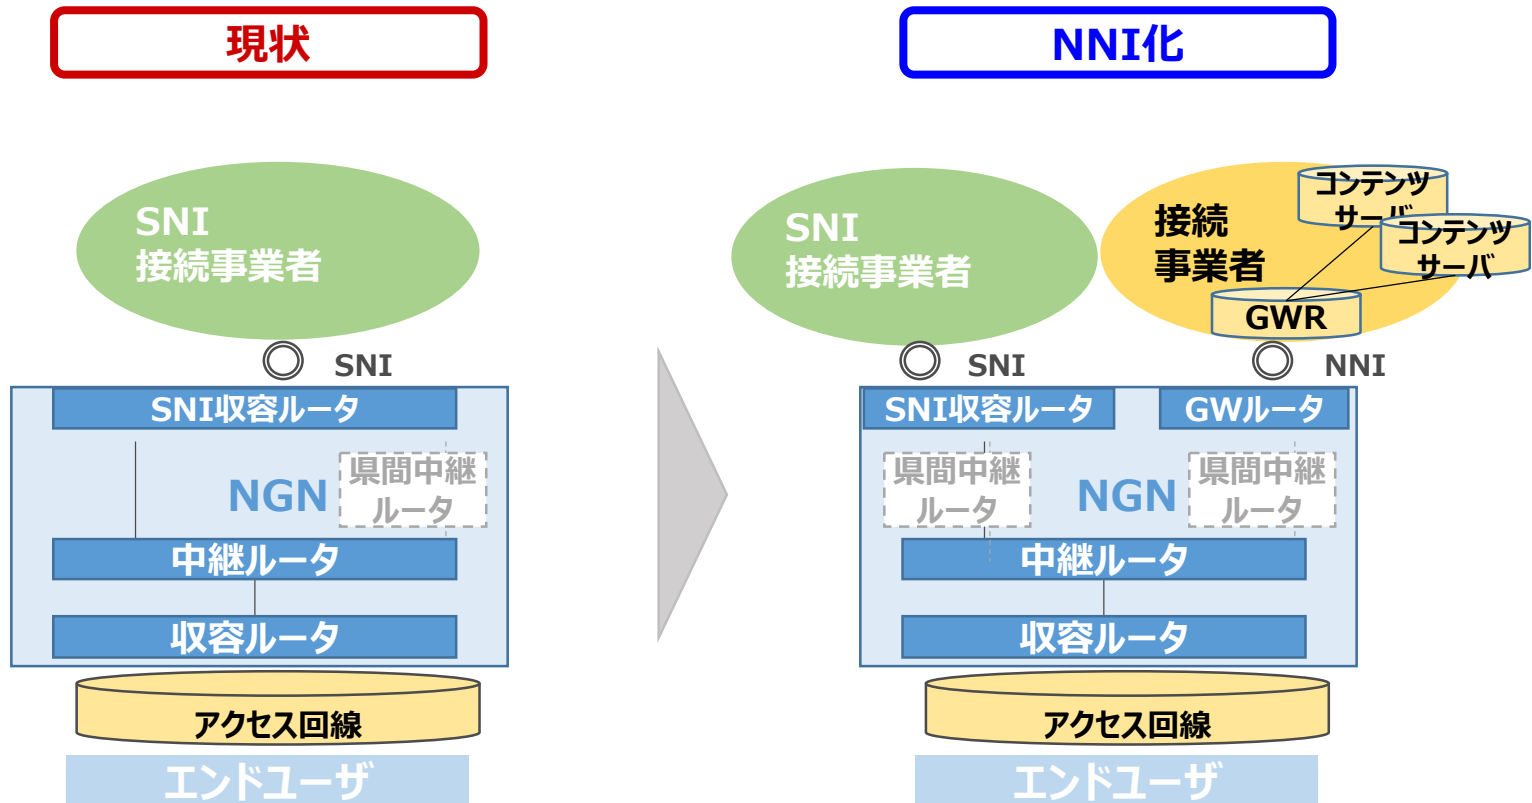 現状
SNI
接続事業者
SNI
SNI収容ルータ
県間中継
ルータ
NGN
中継ルータ
収容ルータ
アクセス回線
エンドユーザ
NNI化
SNI
接続事業者
接続
事業者
コンテンツ
サーバ
コンテンツ
サーバ
GWR
SNI
NNI
SNI収容ルータ
GWルータ
県間中継
ルータ
NGN
県間中継
ルータ
中継ルータ
収容ルータ
アクセス回線
エンドユーザ